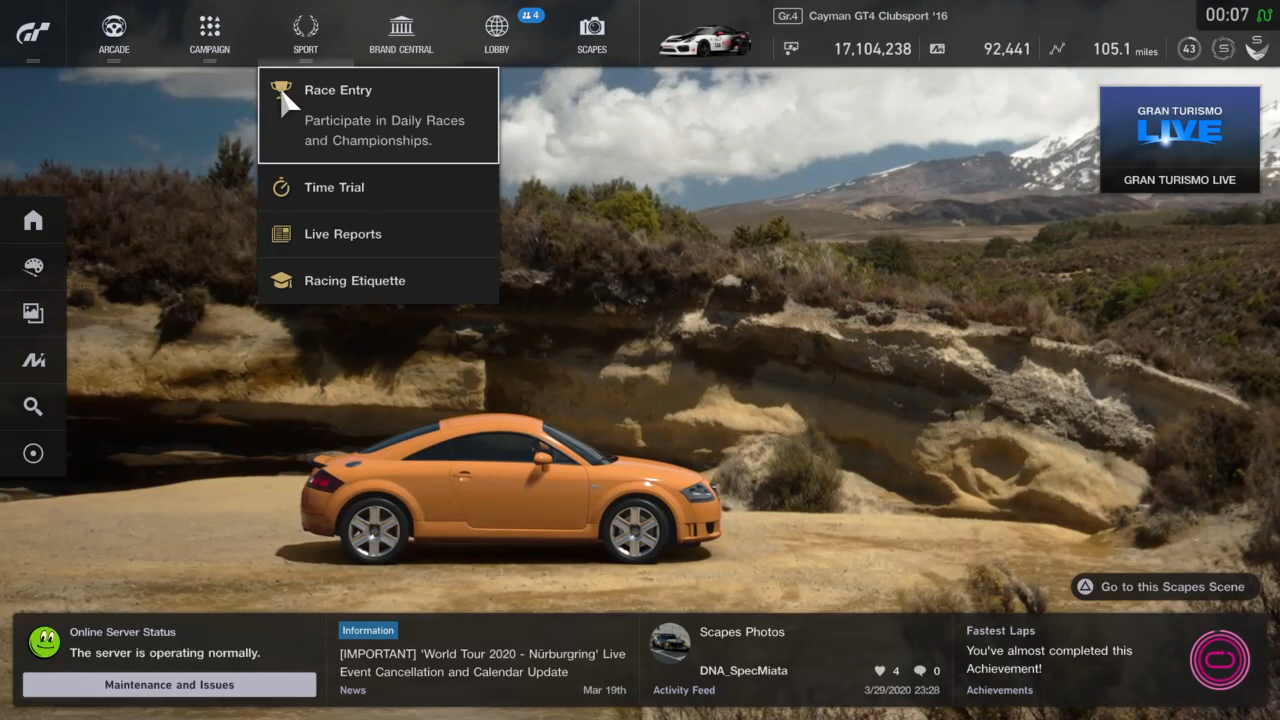 ARCADE
CAMPAIGN
SPORT
BRAND CENTRAL
4
LOBBY
SCAPES
Gr.4 Cayman GT4 Clubsport '16
17,104,238
92,441
105.1 miles
43
S
S
00:07
Race Entry
Participate in Daily Races
and Championships.
Time Trial
Live Reports
Racing Etiquette
GRAN TURISMO
LIVE
GRAN TURISMO LIVE
Go to this Scapes Scene
Online Server Status
The server is operating normally.
Maintenance and Issues
Information
[IMPORTANT] 'World Tour 2020 - Nürburgring' Live
Event Cancellation and Calendar Update
News
Mar 19th
Scapes Photos
DNA_SpecMiata
4
0
Activity Feed
3/29/2020 23:28
Fastest Laps
You've almost completed this
Achievement!
Achievements